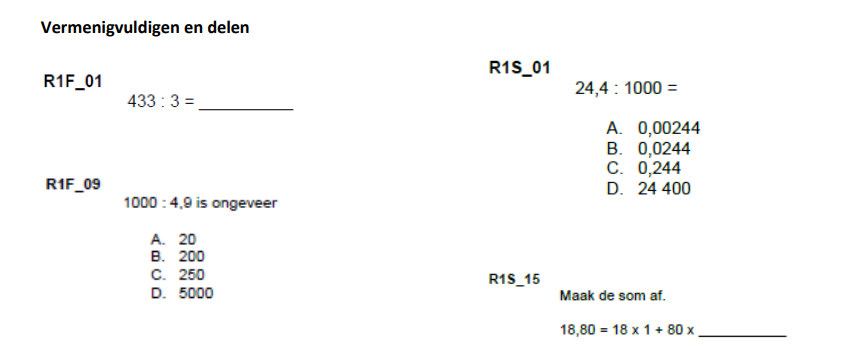 Vermenigvuldigen en delen
R1F_01
433 : 3 = ___________
R1F_09
1000 : 4,9 is ongeveer
A. 20
B. 200
C. 250
D. 5000
R1S_01
24,4 : 1000 =
A. 0,00244
B. 0,0244
C. 0,244
D. 24 400
R1S_15
Maak de som af.
18,80 = 18 x 1 + 80 x ___________